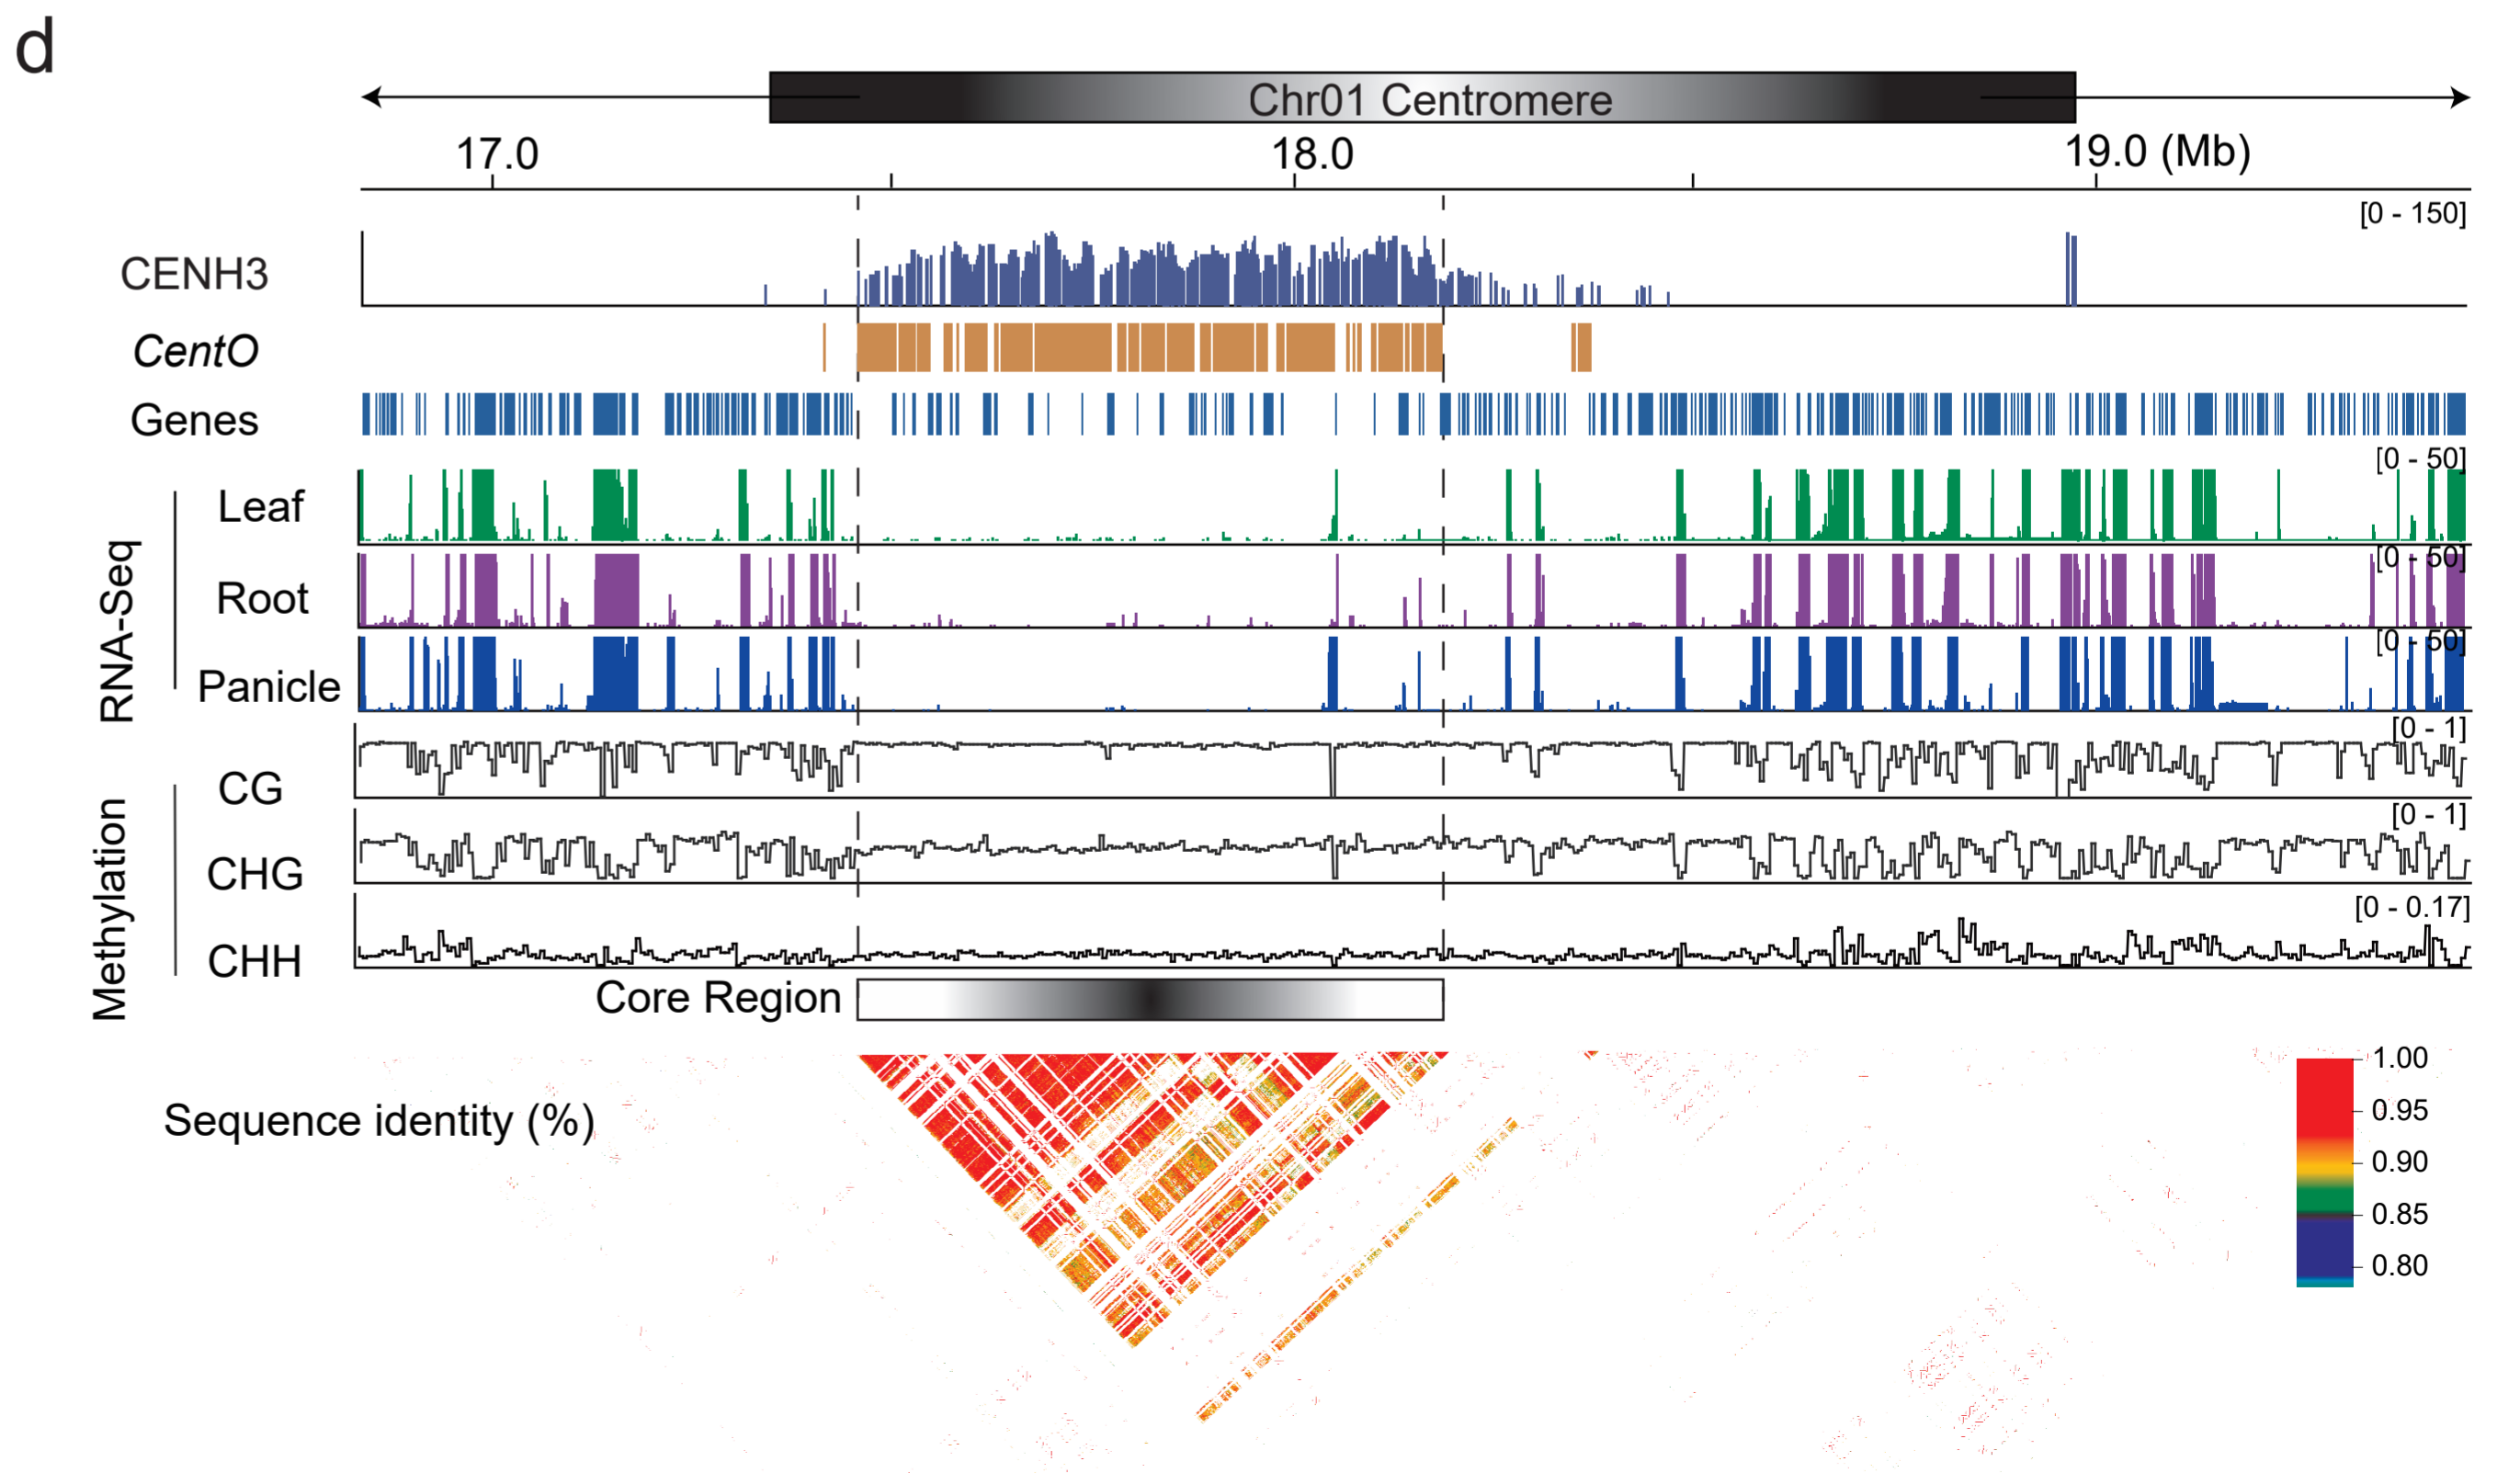 d
Chr01 Centromere
17.0 18.0 19.0 (Mb)
[0 - 150]
CENH3
CentO
Genes
[0 - 50]
Leaf
[0 - 50]
Root
[0 - 50]
Panicle
RNA-Seq
[0 - 1]
CG
[0 - 1]
CHG
[0 - 0.17]
CHH
Methylation
Core Region
Sequence identity (%)
1.00
0.95
0.90
0.85
0.80